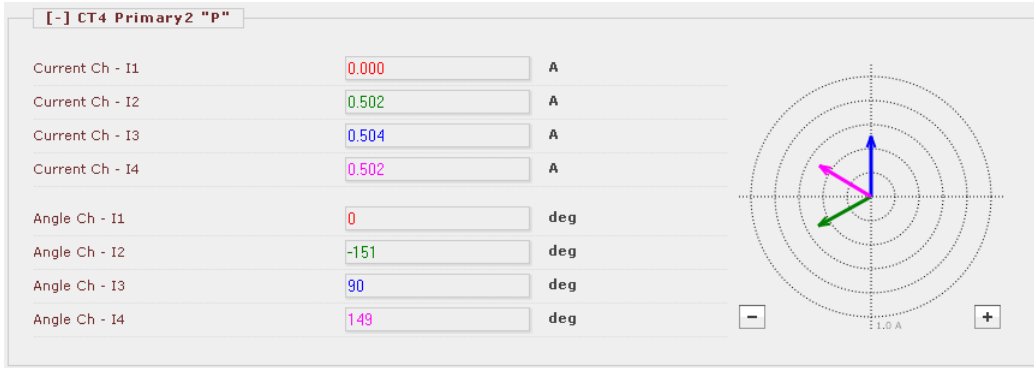 [-] CT4 Primary2 "P"
Current Ch - I1 0.000 A
Current Ch - I2 0.502 A
Current Ch - I3 0.504 A
Current Ch - I4 0.502 A
Angle Ch - I1 0 deg
Angle Ch - I2 -151 deg
Angle Ch - I3 90 deg
Angle Ch - I4 149 deg
- +
1.0 A